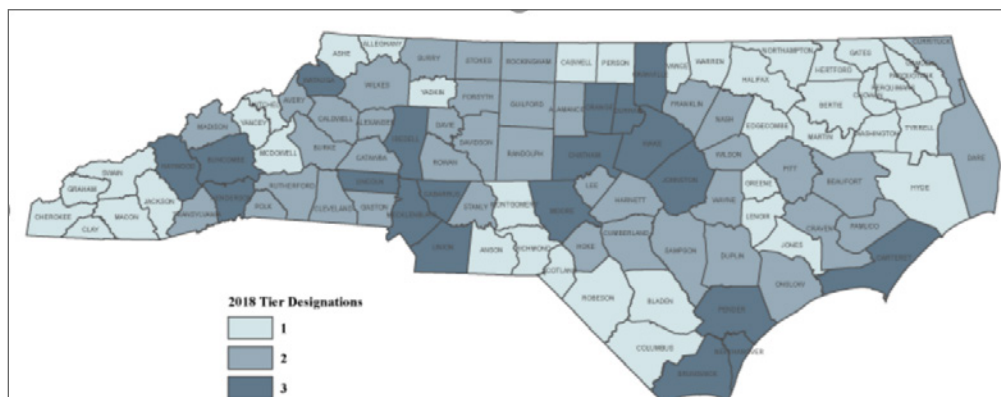 ASHE
ALLEGHANY
SURRY
STOKES
ROCKINGHAM
CASWELL
PERSON
VANCE
WARREN
NORTHAMPTON
GATES
CURRITUCK
HALIFAX
HERTFORD
WILKES
YADKIN
FORSYTH
GUILFORD
ALAMANCE
FRANKLIN
NASH
BERTIE
EDGECOMBE
MARTIN
WASHINGTON
TYRRELL
DARE
MITCHELL
AVERY
YANCEY
CALDWELL
ALEXANDER
IREDELL
DAVIE
DAVIDSON
RANDOLPH
CHATHAM
WAKE
WILSON
MADISON
MCDOWELL
BURKE
CATAWBA
ROWAN
JOHNSTON
PITT
BEAUFORT
HYDE
HAYWOOD
BUNCOMBE
SWAIN
GRAHAM
JACKSON
RUTHERFORD
LINCOLN
CABARRUS
STANLY
MONTGOMERY
MOORE
LEE
HARNETT
WAYNE
GREENE
LENOIR
CRAVEN
PAMLICO
CHEROKEE
MACON
CLAY
HENDERSON
POLK
CLEVELAND
GASTON
MECKLENBURG
UNION
ANSON
RICHMOND
HOKE
CUMBERLAND
SAMPSON
DUPLIN
JONES
CARTERET
SCOTLAND
ROBESON
BLADEN
ONSLOW
PENDER
COLUMBUS
BRUNSWICK
2018 Tier Designations
1
2
3